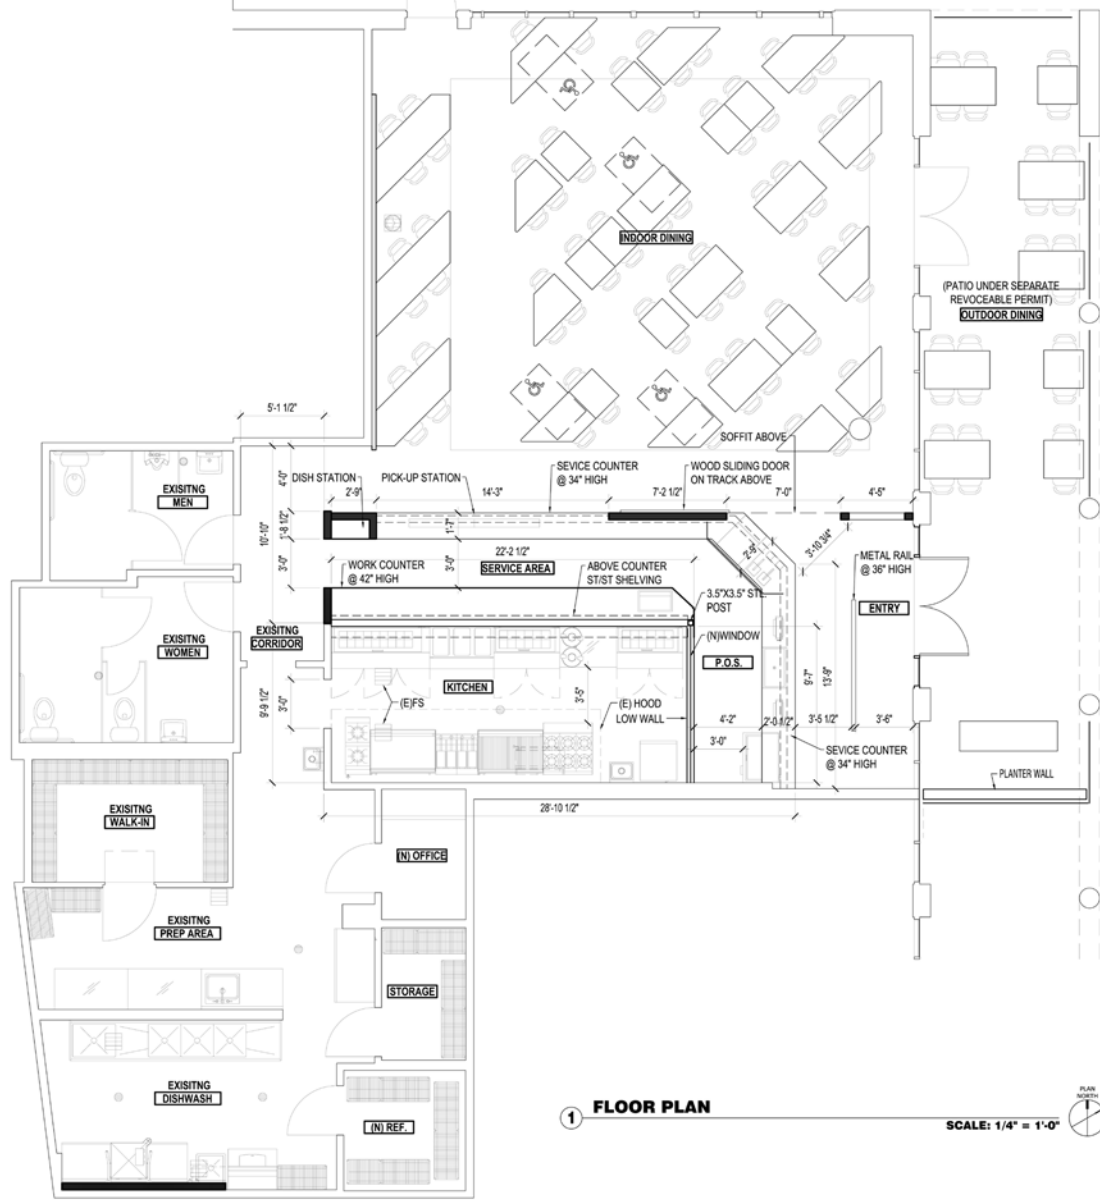 INDOOR DINING
(PATIO UNDER SEPARATE
REVOCEABLE PERMIT)
OUTDOOR DINING
5'-1 1/2"
SOFFIT ABOVE
DISH STATION
PICK-UP STATION
SEVICE COUNTER
@ 34" HIGH
WOOD SLIDING DOOR
ON TRACK ABOVE
4'-0"
2'-9"
14'-3"
7'-2 1/2"
7'-0"
4'-5"
EXISITNG
MEN
10'-10"
1'-8 1/2"
1'-7"
22'-2 1/2"
2'-9"
3'-10 3/4"
3'-0"
3'-0"
WORK COUNTER
@ 42" HIGH
SERVICE AREA
ABOVE COUNTER
ST/ST SHELVING
METAL RAIL
@ 36" HIGH
3.5"X3.5" STL.
POST
ENTRY
EXISITNG
WOMEN
EXISITNG
CORRIDOR
(N)WINDOW
P.O.S.
KITCHEN
9'-9 1/2"
3'-0"
(E)FS
3'-5"
(E) HOOD
LOW WALL
9'-7"
13'-9"
4'-2"
2'-0 1/2"
3'-5 1/2"
3'-6"
3'-0"
SEVICE COUNTER
@ 34" HIGH
PLANTER WALL
28'-10 1/2"
EXISITNG
WALK-IN
(N) OFFICE
EXISITNG
PREP AREA
STORAGE
EXISITNG
DISHWASH
(N) REF.
1
FLOOR PLAN
SCALE: 1/4" = 1'-0"
PLAN
NORTH